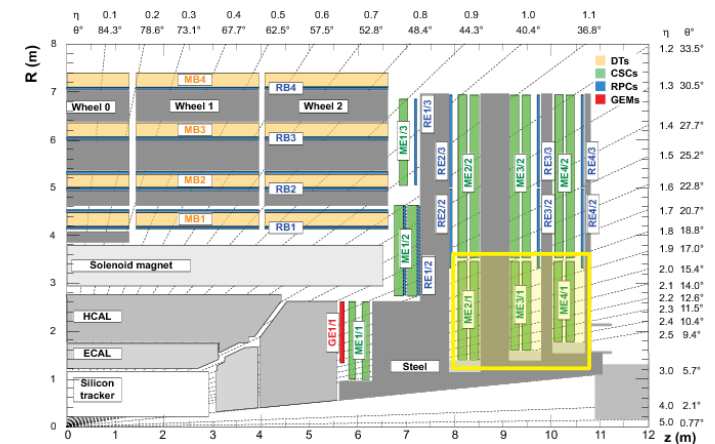 η 0.1 0.2 0.3 0.4 0.5 0.6 0.7 0.8 0.9 1.0 1.1
θ° 84.3° 78.6° 73.1° 67.7° 62.5° 57.5° 52.8° 48.4° 44.3° 40.4° 36.8° η θ°
R (m)
8
7
6
5
4
3
2
1
0
1.2 33.5°
1.3 30.5°
1.4 27.7°
1.5 25.2°
1.6 22.8°
1.7 20.7°
1.8 18.8°
1.9 17.0°
2.0 15.4°
2.1 14.0°
2.2 12.6°
2.3 11.5°
2.4 10.4°
2.5 9.4°
3.0 5.7°
4.0 2.1°
5.0 0.77°
DTs
CSCs
RPCs
GEMs
MB4
RB4
Wheel 0 Wheel 1 Wheel 2
MB3
RB3
MB2
RB2
MB1
RB1
Solenoid magnet
HCAL
ECAL
Silicon
tracker
Steel
GE1/1
ME1/1
ME1/2
ME1/3
RE1/3
RE1/2
RE2/3
RE2/2
ME2/2
ME2/1
ME3/2
ME3/1
RE3/3
RE3/2
ME4/2
ME4/1
RE4/3
RE4/2
0 1 2 3 4 5 6 7 8 9 10 11 12
z (m)